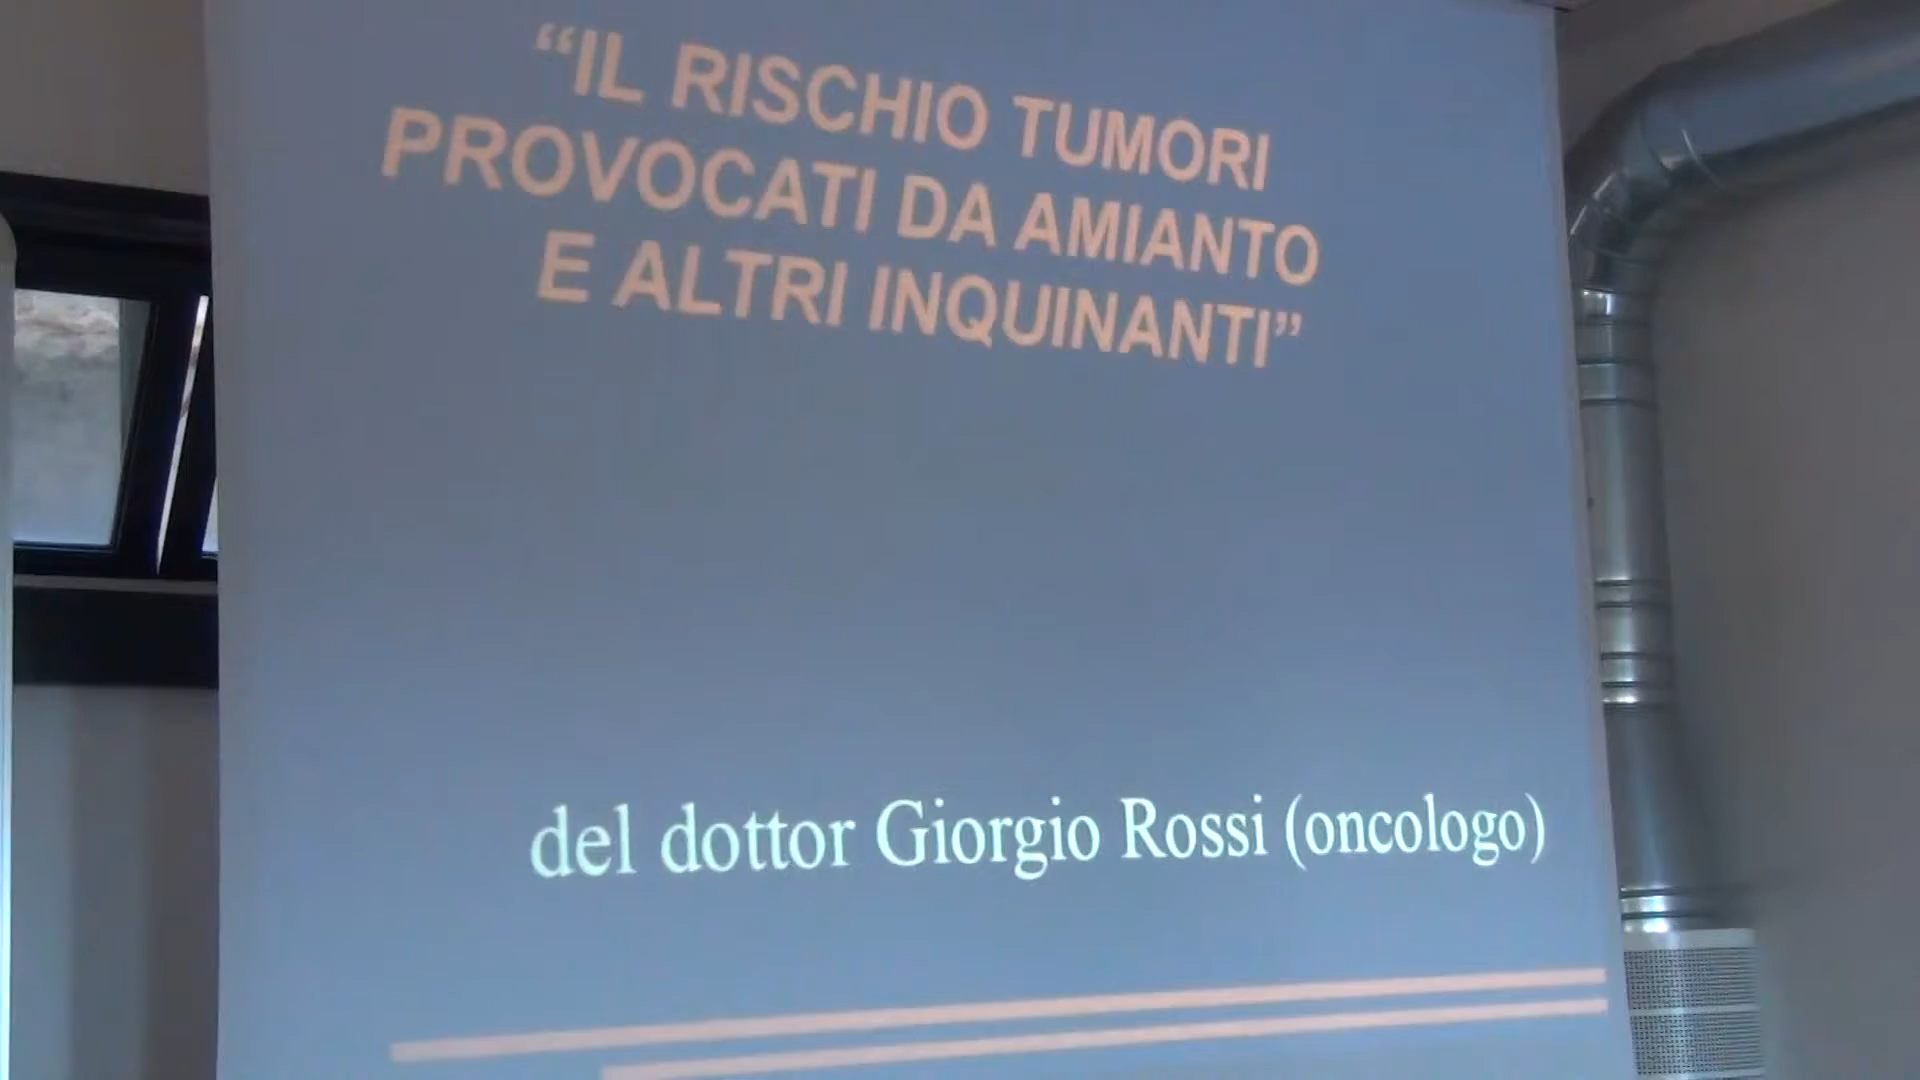 “IL RISCHIO TUMORI
PROVOCATI DA AMIANTO
E ALTRI INQUINANTI”
del dottor Giorgio Rossi (oncologo)